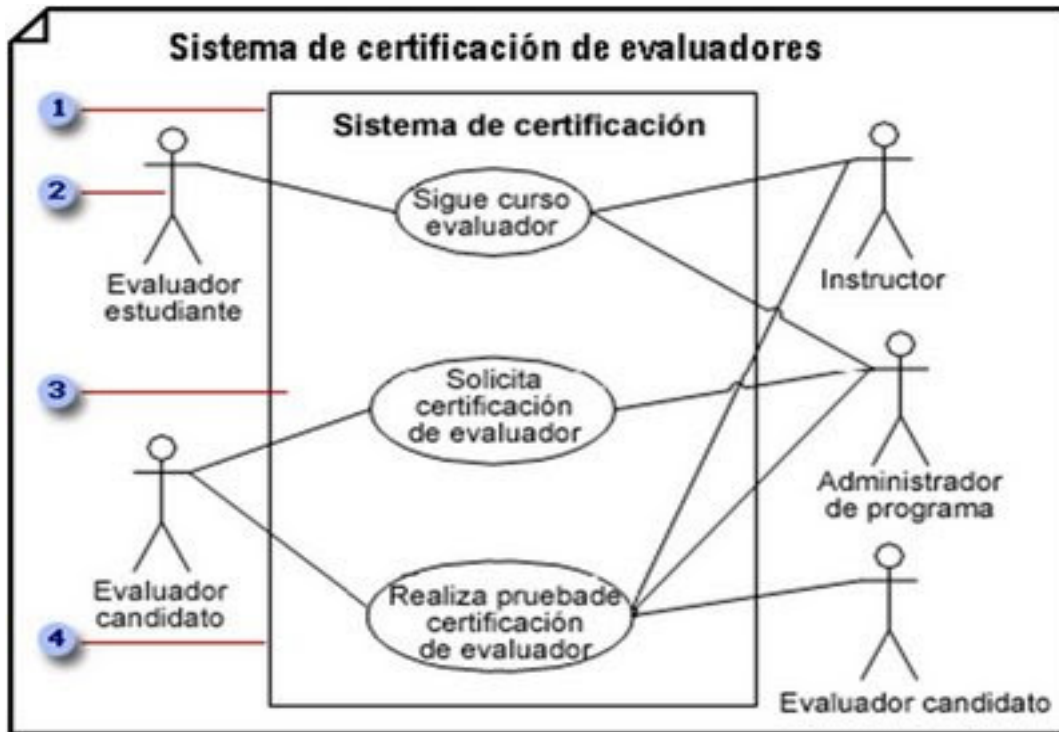 Sistema de certificación de evaluadores
1
Sistema de certificación
2
Sigue curso
evaluador
Evaluador
estudiante
Instructor
3
Solicita
certificación
de evaluador
Administrador
de programa
Evaluador
candidato
4
Realiza pruebade
certificación
de evaluador
Evaluador candidato